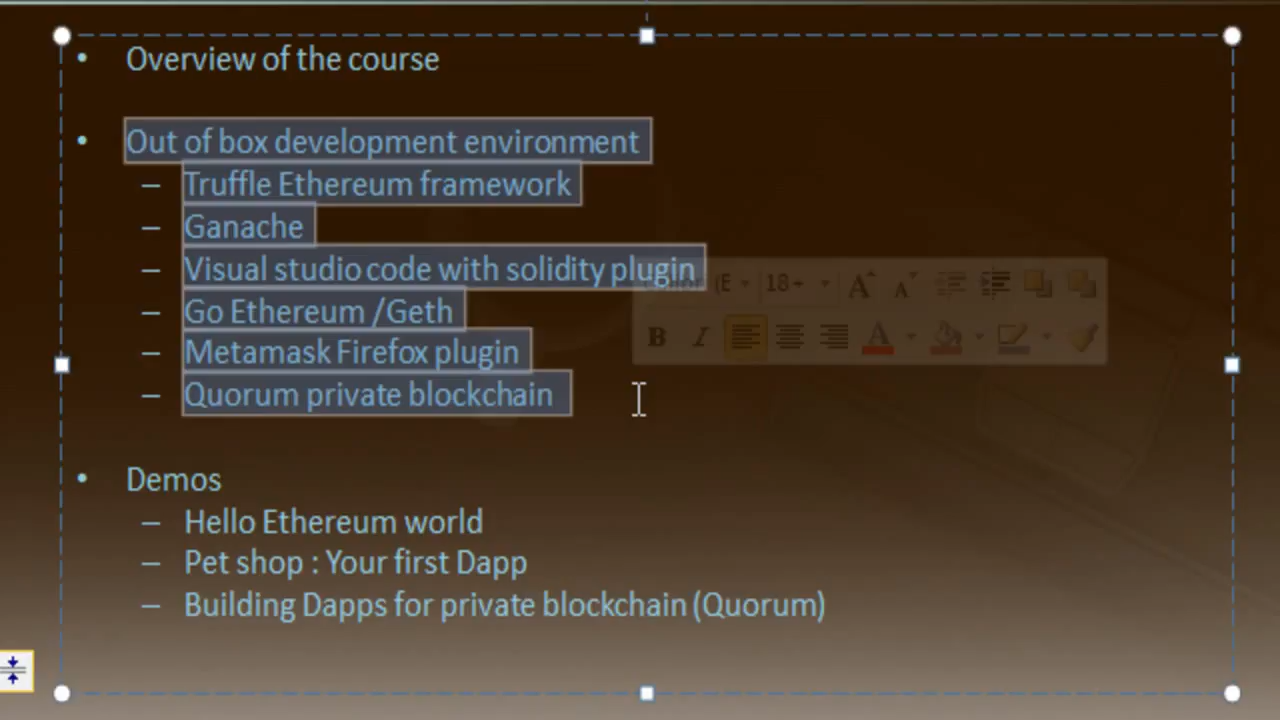 • Overview of the course
• Out of box development environment
– Truffle Ethereum framework
– Ganache
– Visual studio code with solidity plugin
– Go Ethereum /Geth
– Metamask Firefox plugin
– Quorum private blockchain
(E 18+ A A
B I A
• Demos
– Hello Ethereum world
– Pet shop : Your first Dapp
– Building Dapps for private blockchain (Quorum)